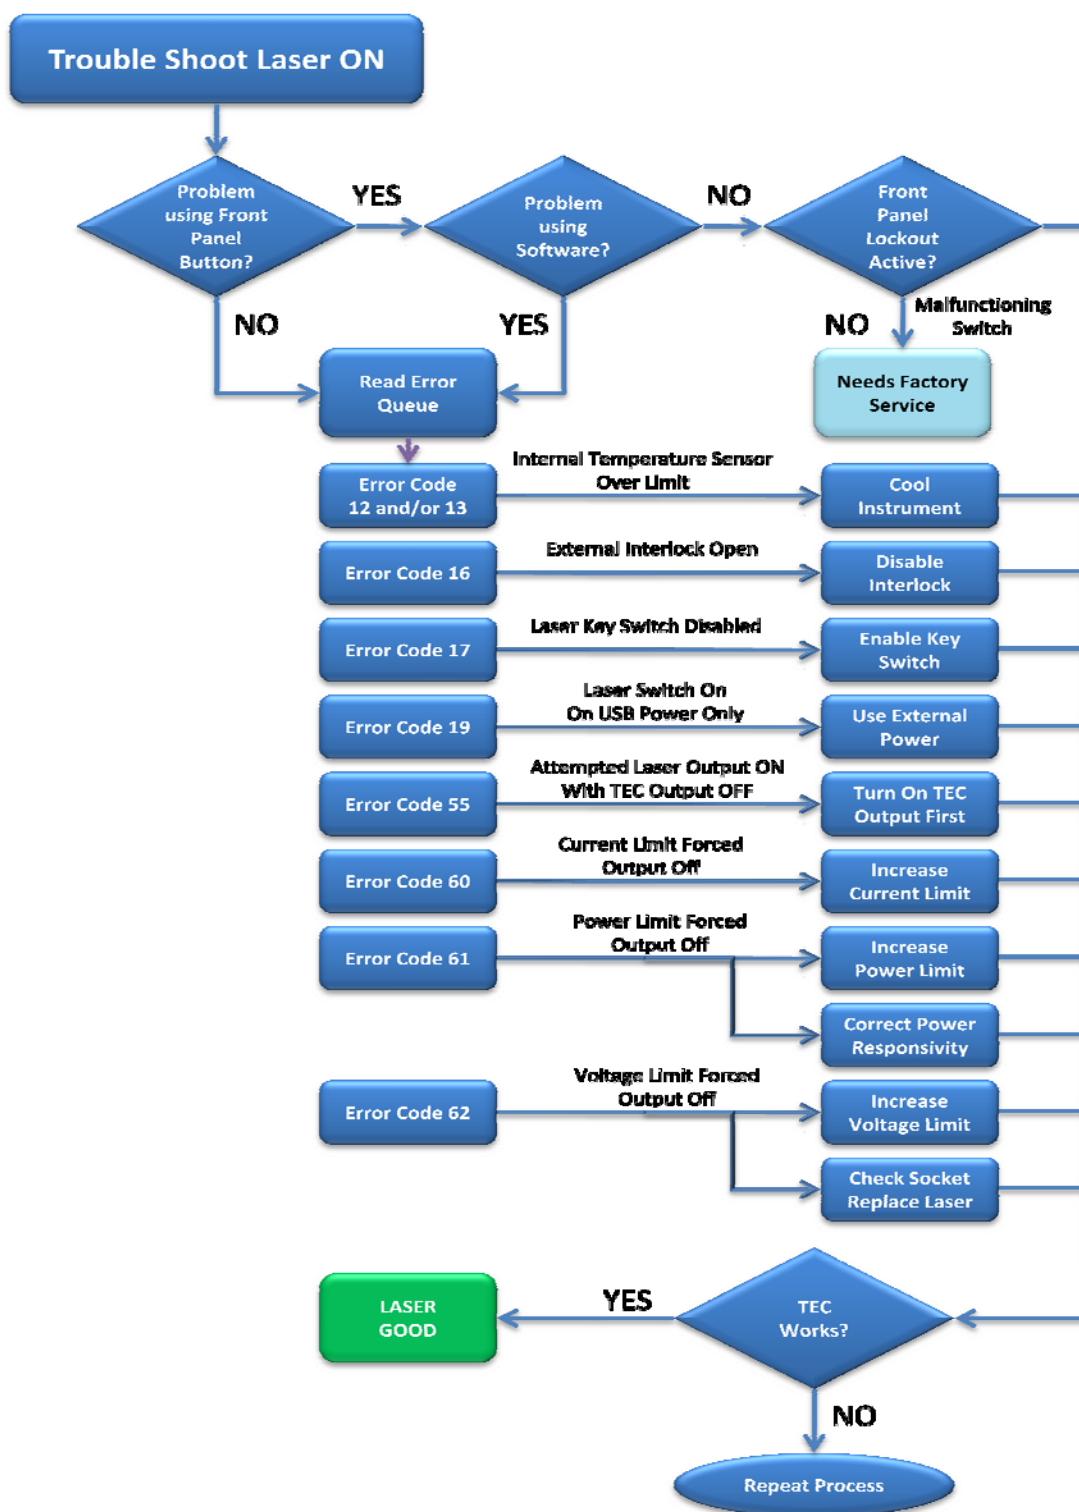 Trouble Shoot Laser ON
Problem
using Front
Panel
Button?
YES
Problem
using
Software?
NO
Front
Panel
Lockout
Active?
NO
YES
NO
Malfunctioning
Switch
Read Error
Queue
Needs Factory
Service
Error Code
12 and/or 13
Internal Temperature Sensor
Over Limit
Cool
Instrument
Error Code 16
External Interlock Open
Disable
Interlock
Error Code 17
Laser Key Switch Disabled
Enable Key
Switch
Error Code 19
Laser Switch On
On USB Power Only
Use External
Power
Error Code 55
Attempted Laser Output ON
With TEC Output OFF
Turn On TEC
Output First
Error Code 60
Current Limit Forced
Output Off
Increase
Current Limit
Error Code 61
Power Limit Forced
Output Off
Increase
Power Limit
Correct Power
Responsivity
Error Code 62
Voltage Limit Forced
Output Off
Increase
Voltage Limit
Check Socket
Replace Laser
LASER
GOOD
YES
TEC
Works?
NO
Repeat Process